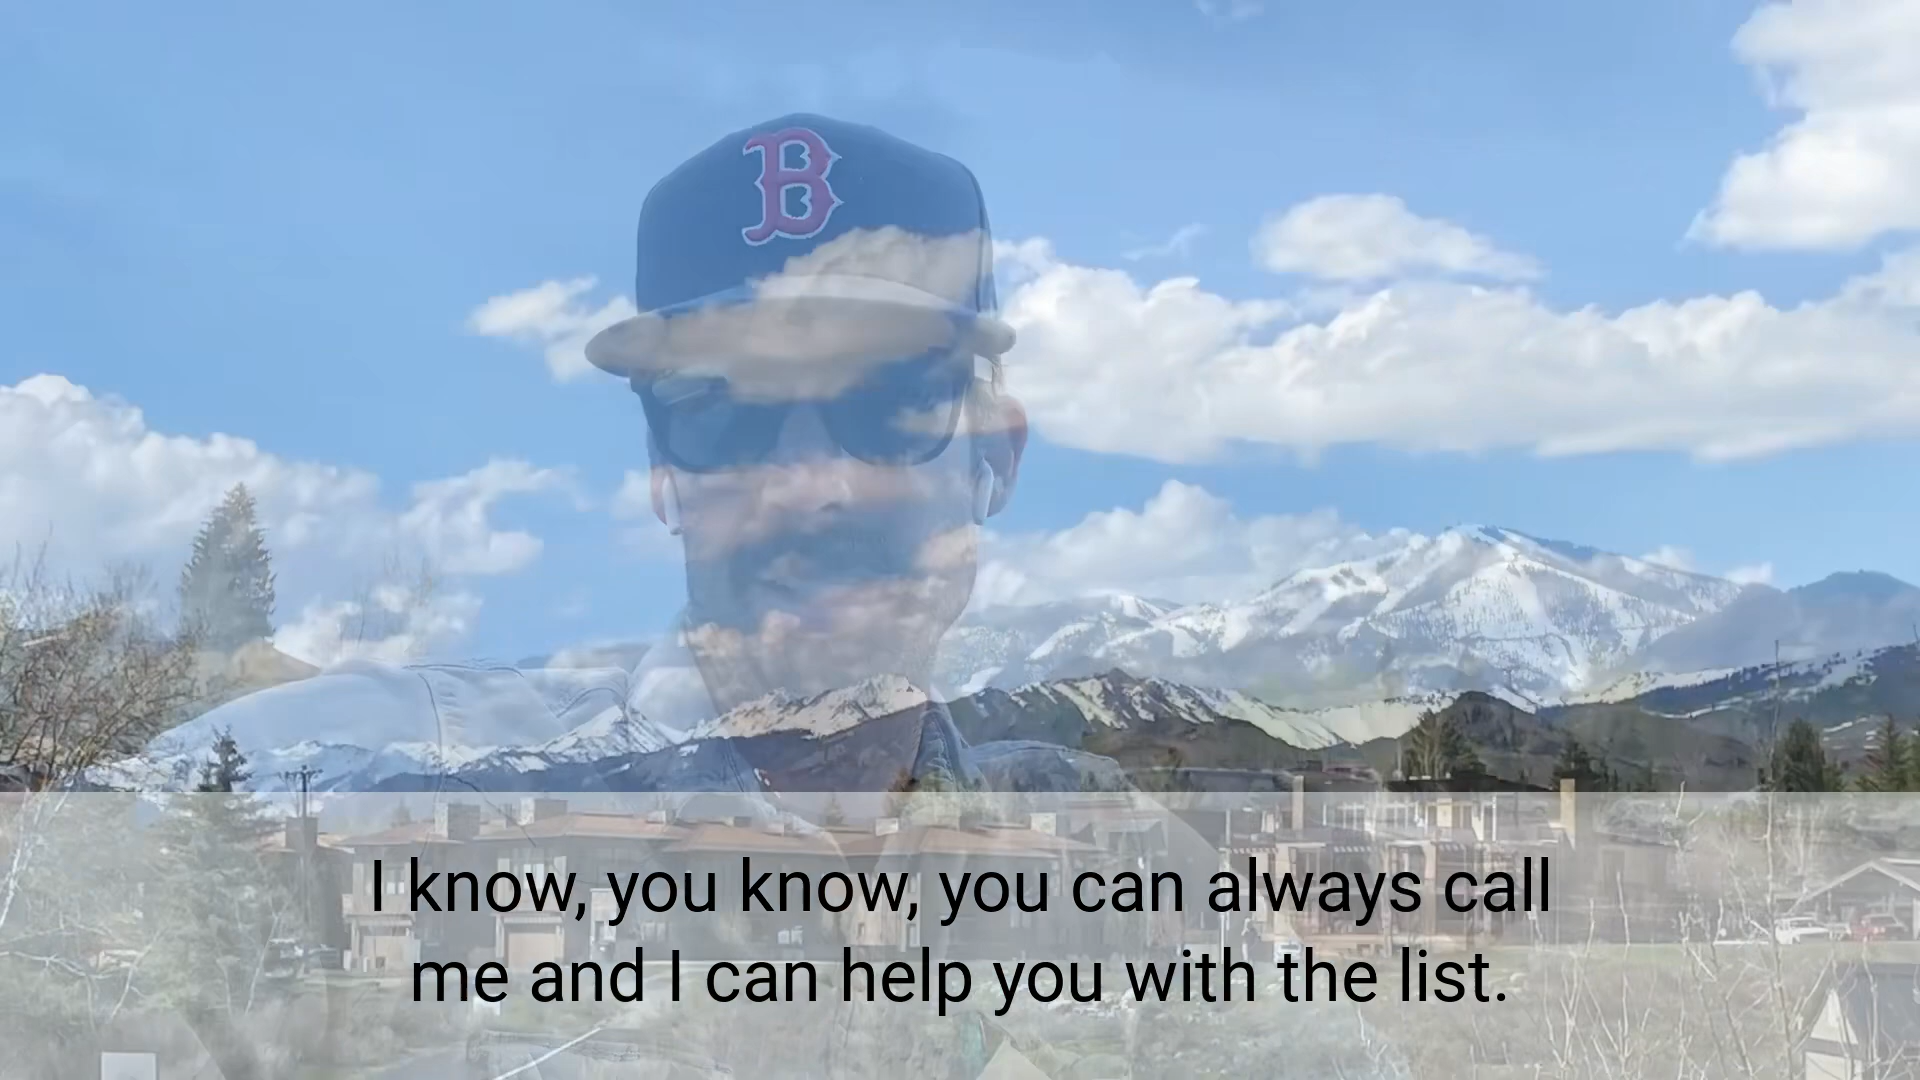 B
I know, you know, you can always call
me and I can help you with the list.